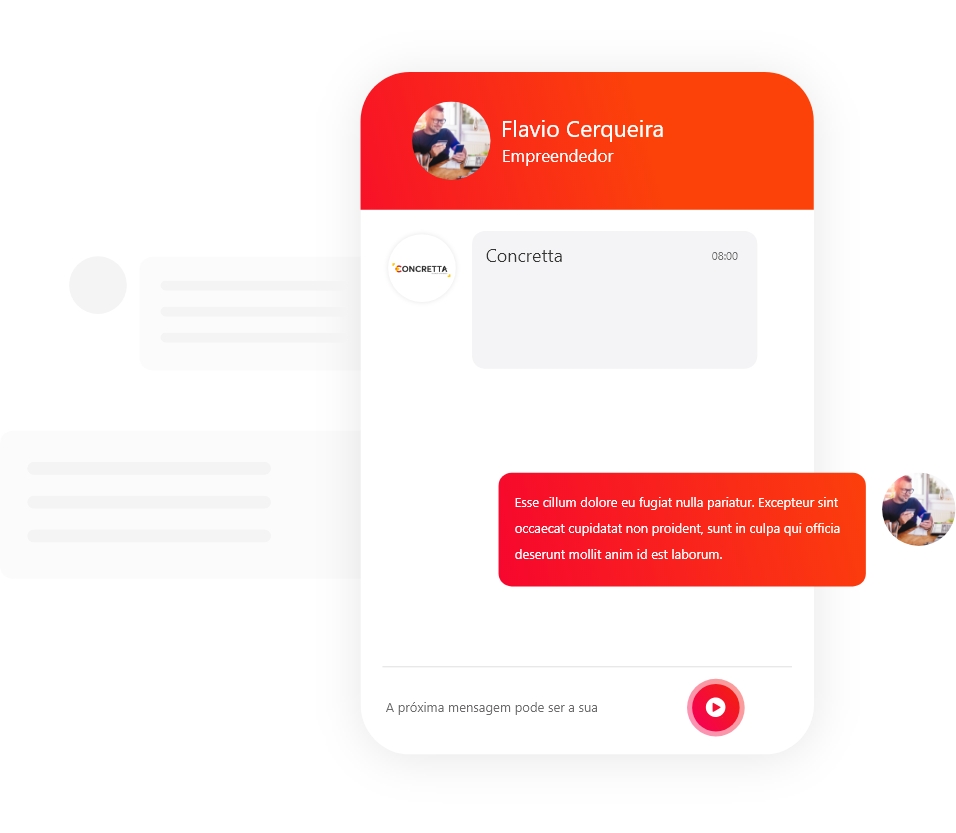 Flavio Cerqueira
Empreendedor
CONCRETTA
Concretta
08:00
Esse cillum dolore eu fugiat nulla pariatur. Excepteur sint
occaecat cupidatat non proident, sunt in culpa qui officia
deserunt mollit anim id est laborum.
A próxima mensagem pode ser a sua